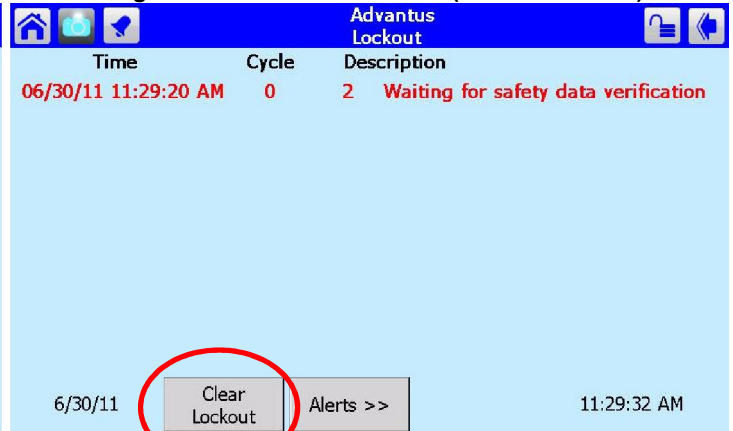 Advantus
Lockout
Time Cycle Description
06/30/11 11:29:20 AM 0 2 Waiting for safety data verification
6/30/11 Clear Lockout Alerts >> 11:29:32 AM